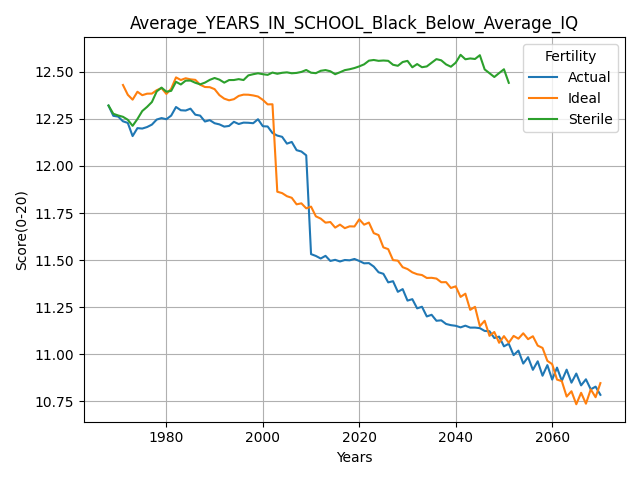 Average_YEARS_IN_SCHOOL_Black_Below_Average_IQ
Score(0-20)
12.50
12.25
12.00
11.75
11.50
11.25
11.00
10.75
Fertility
Actual
Ideal
Sterile
1980
2000
2020
2040
2060
Years